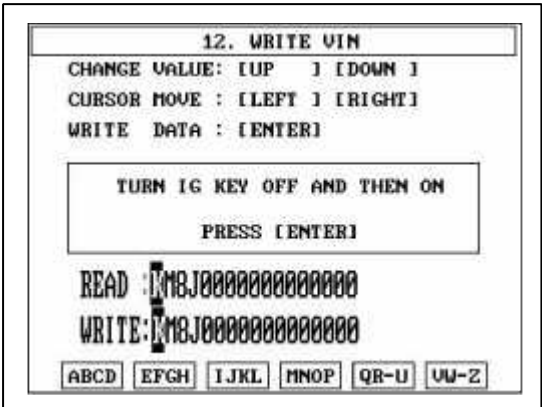 12. WRITE VIN
CHANGE VALUE: [UP ] [DOWN ]
CURSOR MOVE : [LEFT ] [RIGHT]
WRITE DATA : [ENTER]
TURN IG KEY OFF AND THEN ON
PRESS [ENTER]
READ :KM8J0000000000000
WRITE:KM8J0000000000000
ABCD EFGH IJKL MNOP QR-U VW-Z